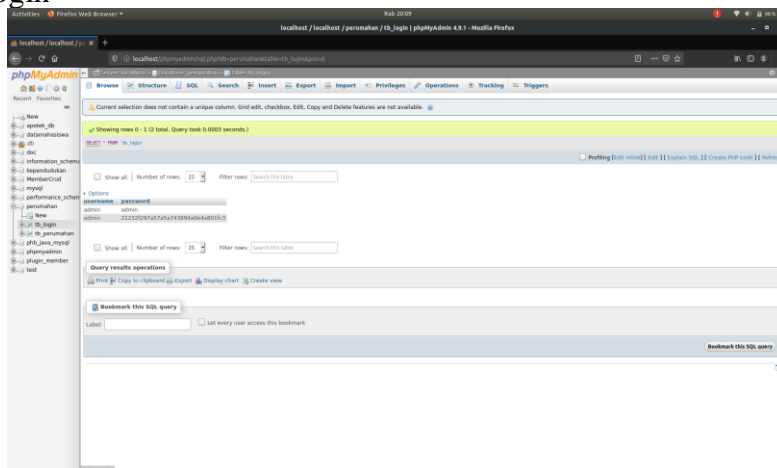 login
Activities Firefox Web Browser
Rab 20:09
localhost / localhost / perumahan / tb_login | phpMyAdmin 4.9.1 - Mozilla Firefox
localhost / localhost / p
localhost/phpmyadmin/sql.php?db=perumahan&table=tb_login&pos=0
phpMyAdmin
Recent Favorites
New
apotek_db
datamahasiswa
doc
information_schema
kependudukan
MemberCrud
mysql
performance_schem
perumahan
New
tb_login
tb_perumahan
phb_java_mysql
phpmyadmin
plugin_member
test
Browse Structure SQL Search Insert Export Import Privileges Operations Tracking Triggers
Current selection does not contain a unique column. Grid edit, checkbox, Edit, Copy and Delete features are not available.
Showing rows 0 - 1 (2 total, Query took 0.0003 seconds.)
SELECT * FROM `tb_login`
Profiling [Edit inline] [ Edit ] [ Explain SQL ] [ Create PHP code ] [ Refre
Show all Number of rows: 25 Filter rows: Search this table
+ Options
username password
admin admin
admin 21232f297a57a5a743894a0e4a801fc3
Show all Number of rows: 25 Filter rows: Search this table
Query results operations
Print Copy to clipboard Export Display chart Create view
Bookmark this SQL query
Label: Let every user access this bookmark
Bookmark this SQL query